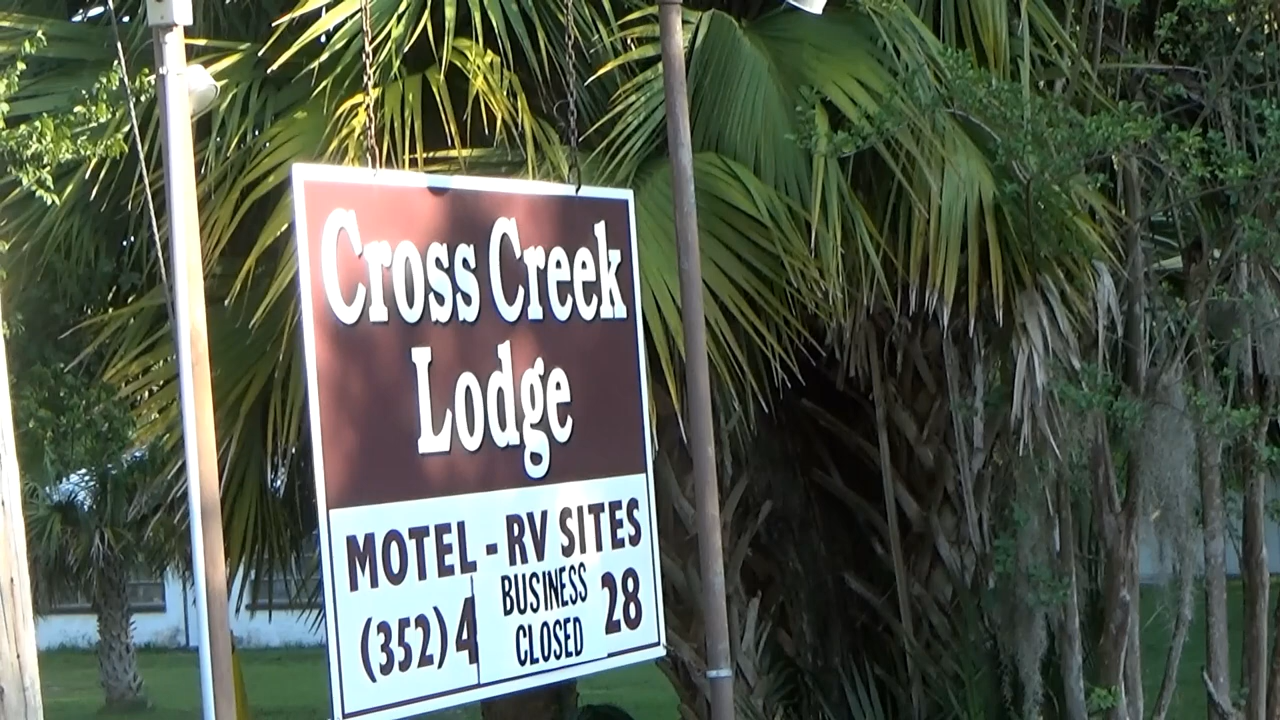 Cross Creek
Lodge
MOTEL - RV SITES
(352) 4 BUSINESS 28
CLOSED